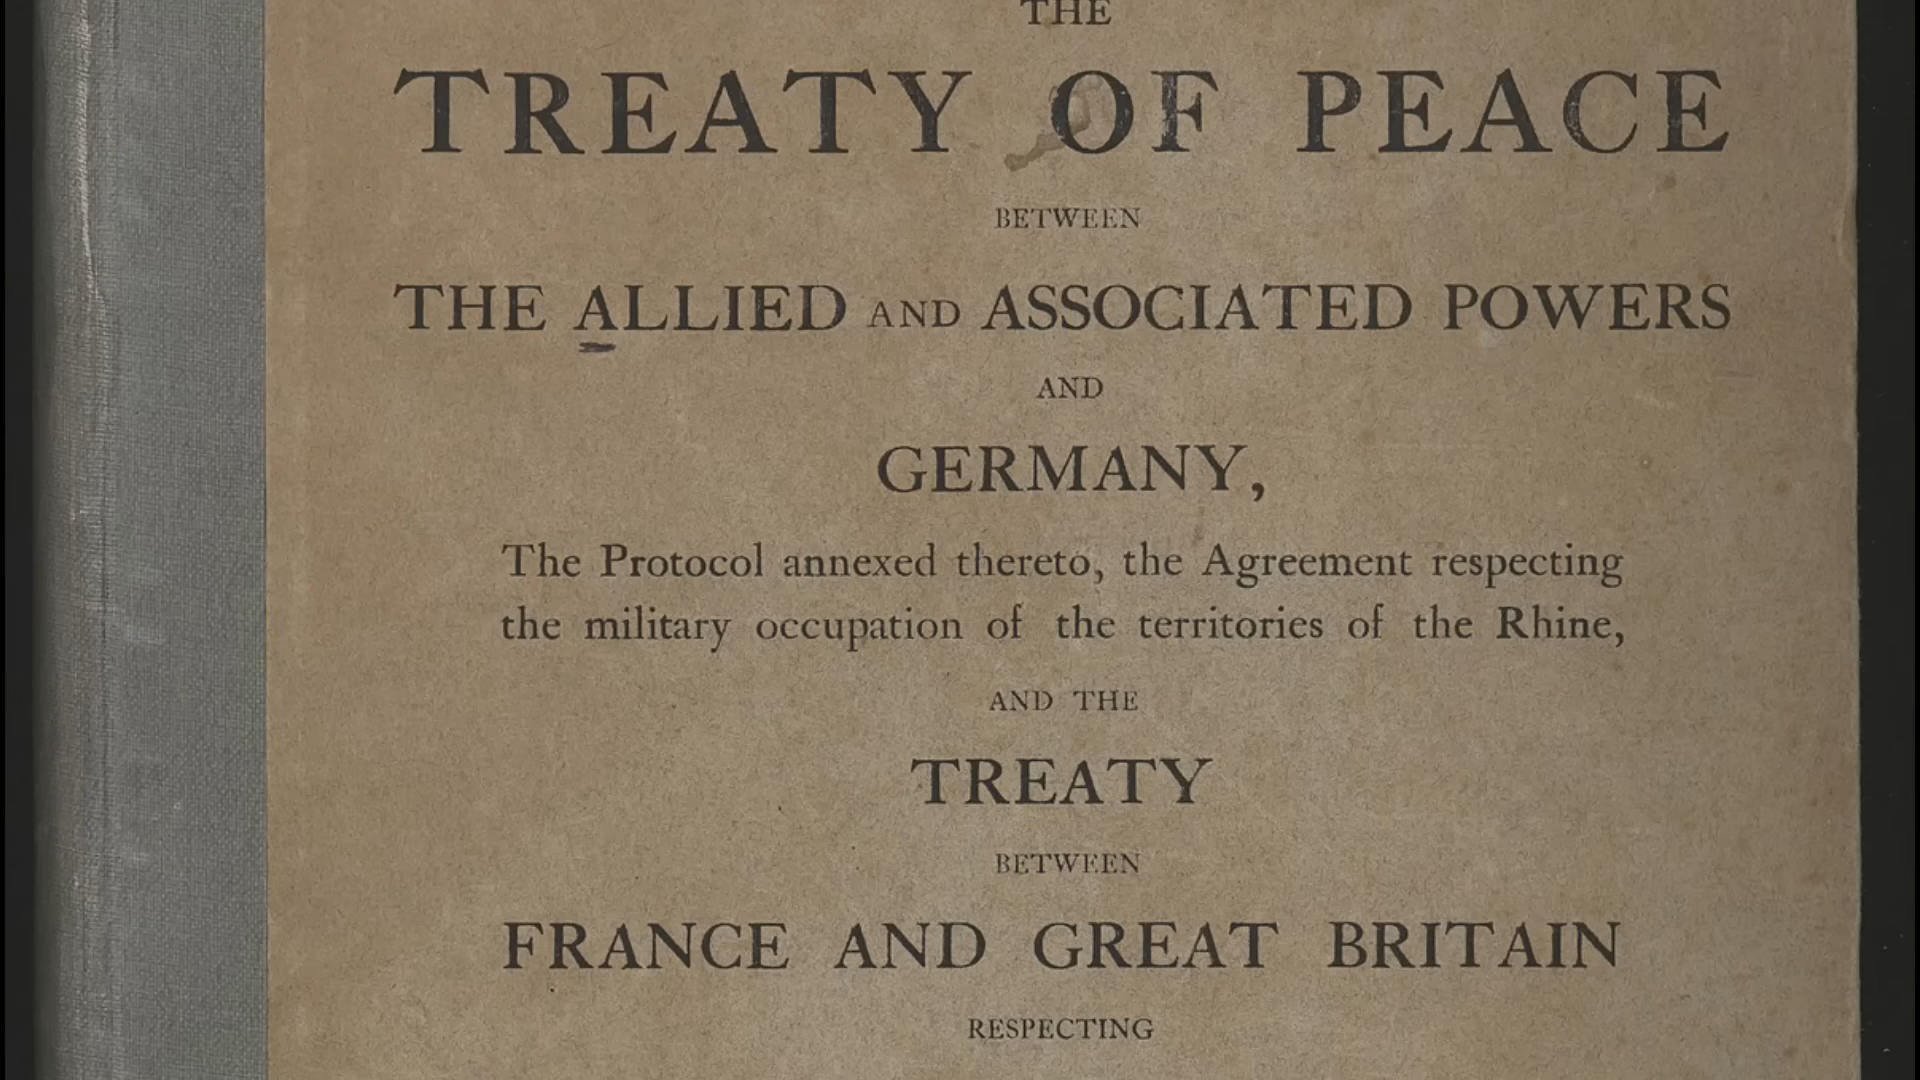 THE
TREATY OF PEACE
BETWEEN
THE ALLIED AND ASSOCIATED POWERS
AND
GERMANY,
The Protocol annexed thereto, the Agreement respecting
the military occupation of the territories of the Rhine,
AND THE
TREATY
BETWEEN
FRANCE AND GREAT BRITAIN
RESPECTING